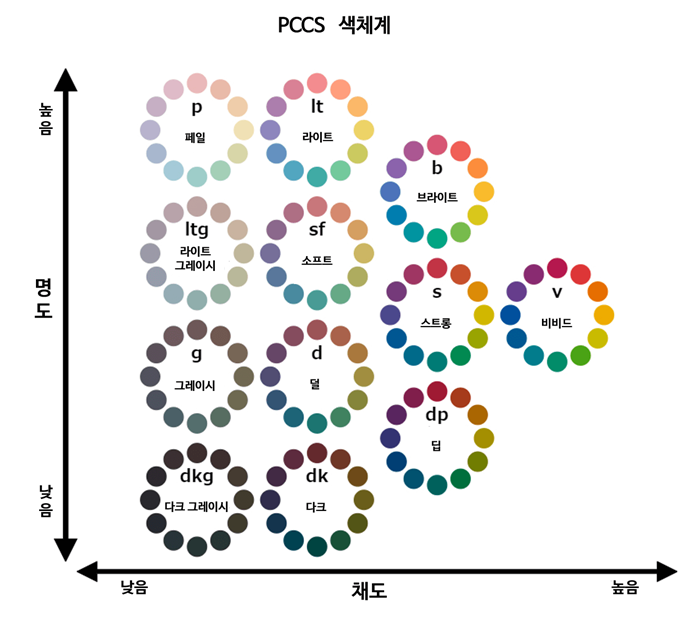 PCCS 색체계
높음
명도
낮음
p
페일
lt
라이트
b
브라이트
ltg
라이트
그레이시
sf
소프트
s
스트롱
v
비비드
g
그레이시
d
덜
dp
딥
dkg
다크 그레이시
dk
다크
낮음
채도
높음